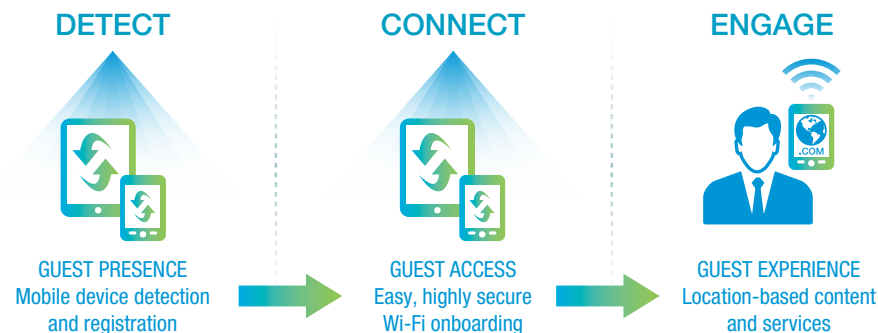 DETECT
CONNECT
ENGAGE
.COM
GUEST PRESENCE
Mobile device detection
and registration
GUEST ACCESS
Easy, highly secure
Wi-Fi onboarding
GUEST EXPERIENCE
Location-based content
and services